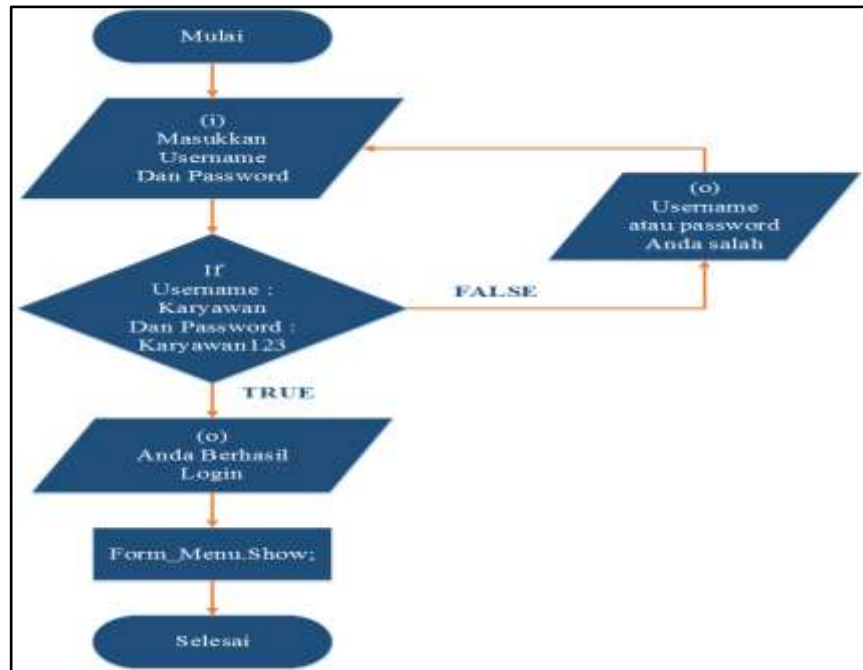 Mulai
(i)
Masukkan
Username
Dan Password
(o)
Username
atau password
Anda salah
If
Username :
Karyawan
Dan Password :
Karyawan123
FALSE
TRUE
(o)
Anda Berhasil
Login
Form_Menu.Show;
Selesai